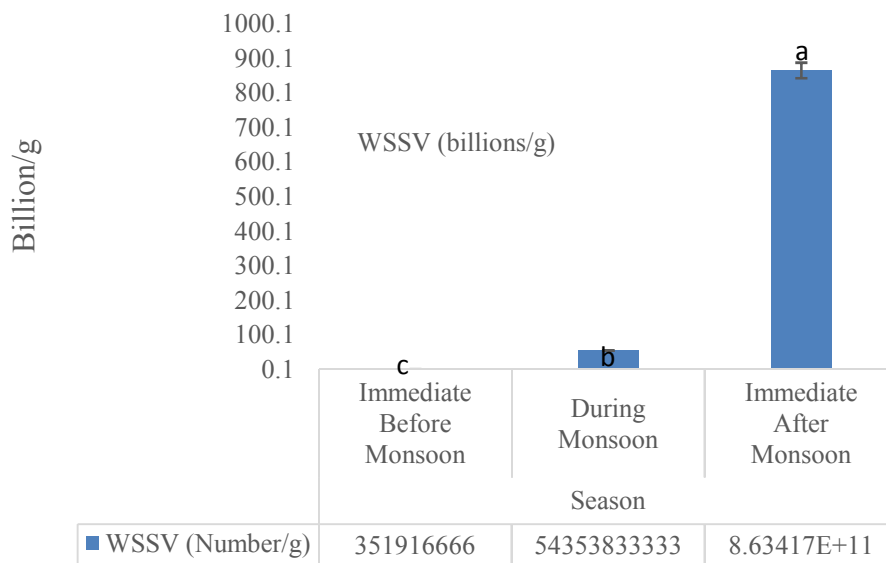 Billion/g
1000.1
900.1
800.1
700.1
600.1
500.1
400.1
300.1
200.1
100.1
0.1
WSSV (billions/g)
c
b
a
Immediate
Before
Monsoon
During
Monsoon
Immediate
After
Monsoon
Season
WSSV (Number/g) 351916666 54353833333 8.63417E+11